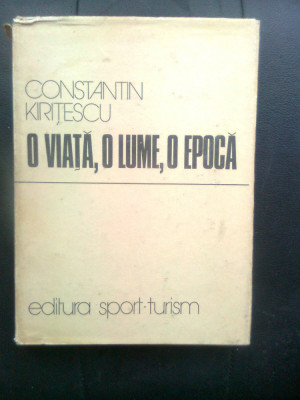 CONSTANTIN
KIRIȚESCU
O VIAȚĂ, O LUME, O EPOCĂ
editura sport-turism